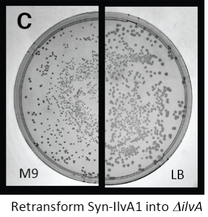 C
M9 LB
Retransform Syn-IlvA1 into ΔilvA